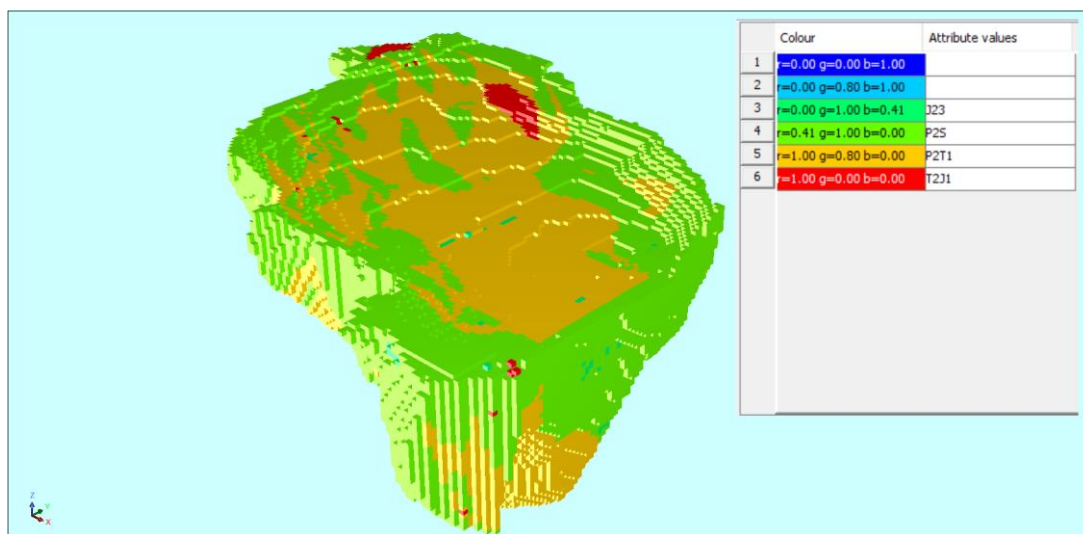 Colour Attribute values
1 r=0.00 g=0.00 b=1.00
2 r=0.00 g=0.80 b=1.00
3 r=0.00 g=1.00 b=0.41 J23
4 r=0.41 g=1.00 b=0.00 P2S
5 r=1.00 g=0.80 b=0.00 P2T1
6 r=1.00 g=0.00 b=0.00 T2J1
Z
Y
X